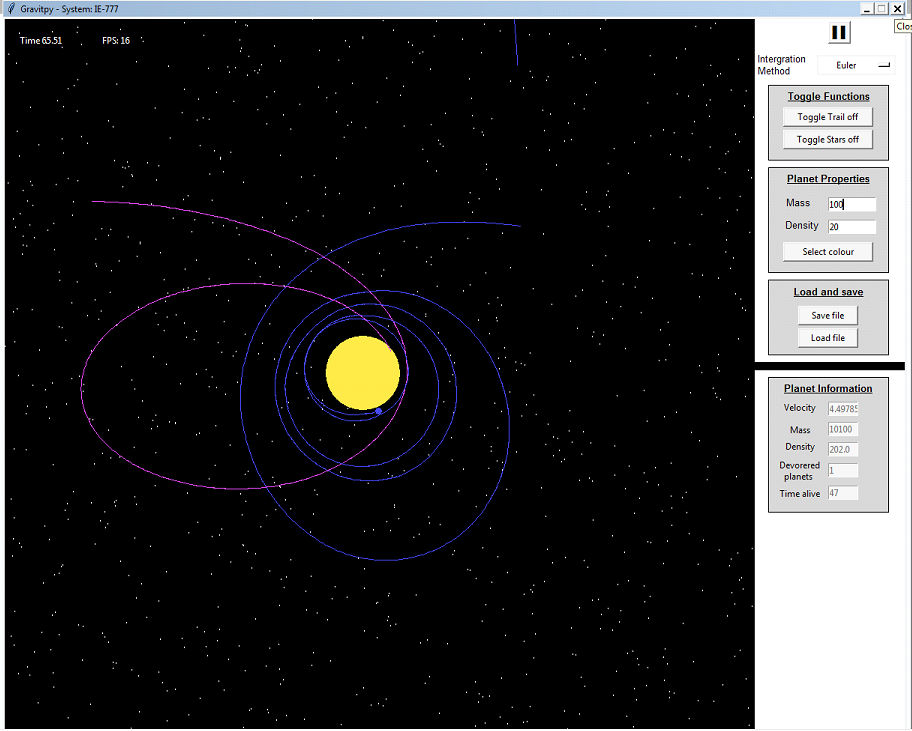 Gravitpy - System: IE-777
Clos
Time 65.51
FPS: 16
Intergration
Method
Euler
Toggle Functions
Toggle Trail off
Toggle Stars off
Planet Properties
Mass 100
Density 20
Select colour
Load and save
Save file
Load file
Planet Information
Velocity 4.49785
Mass 10100
Density 202.0
Devorered
planets 1
Time alive 47